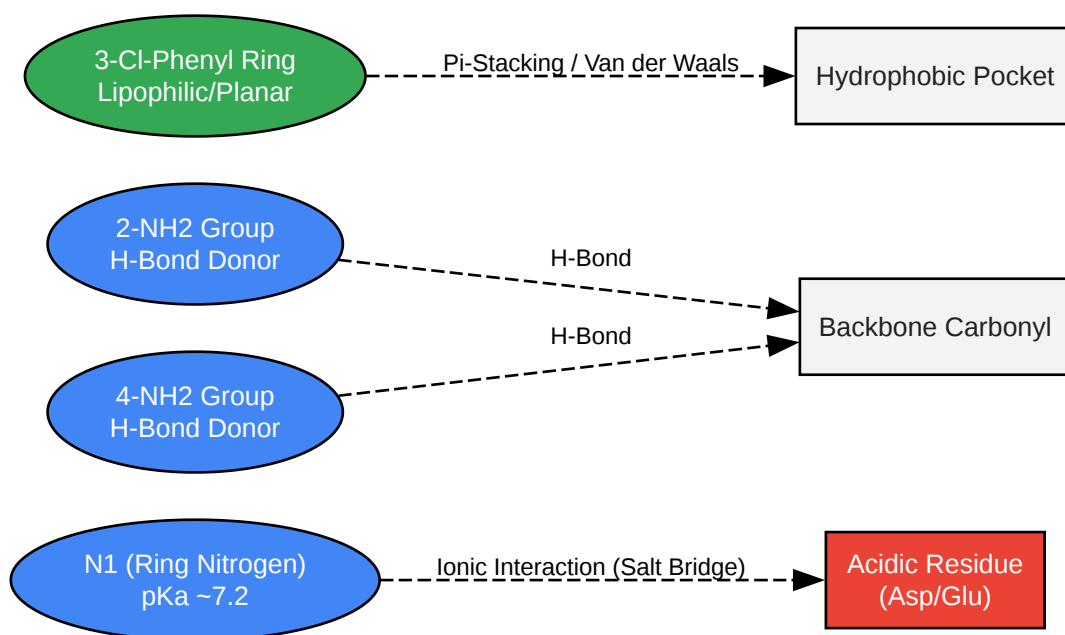 3-Cl-Phenyl Ring
Lipophilic/Planar
Pi-Stacking / Van der Waals
Hydrophobic Pocket
2-NH2 Group
H-Bond Donor
H-Bond
Backbone Carbonyl
H-Bond
4-NH2 Group
H-Bond Donor
N1 (Ring Nitrogen)
pKa ~7.2
Ionic Interaction (Salt Bridge)
Acidic Residue
(Asp/Glu)